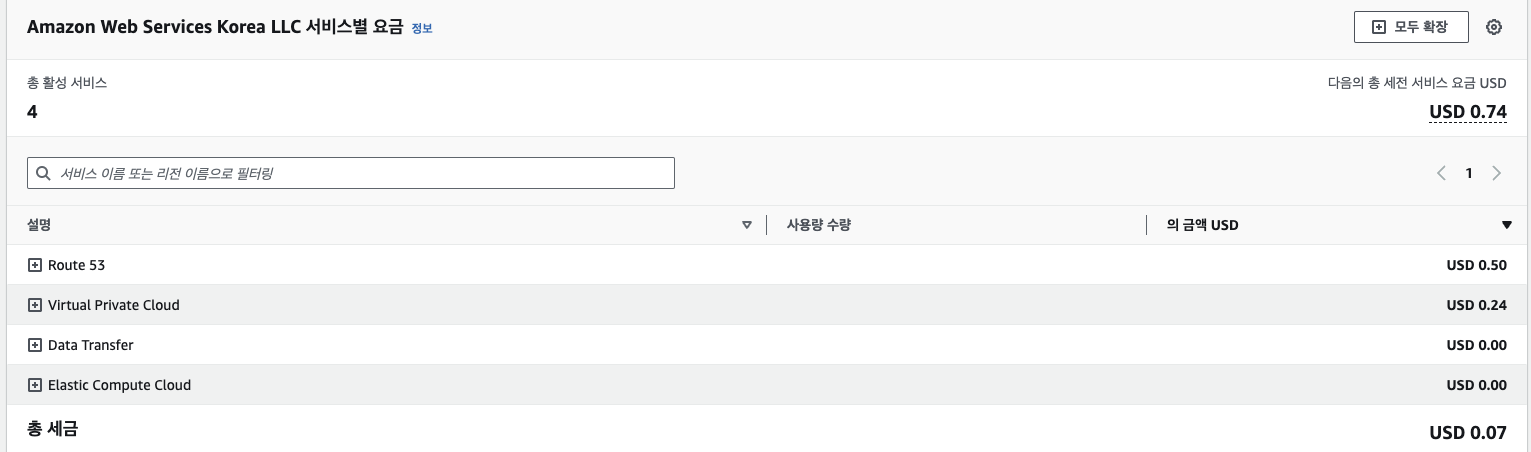 Amazon Web Services Korea LLC 서비스별 요금 정보 모두 확장
총 활성 서비스 다음의 총 세전 서비스 요금 USD
4 USD 0.74
서비스 이름 또는 리전 이름으로 필터링 1
설명 사용량 수량 의 금액 USD
Route 53 USD 0.50
Virtual Private Cloud USD 0.24
Data Transfer USD 0.00
Elastic Compute Cloud USD 0.00
총 세금 USD 0.07